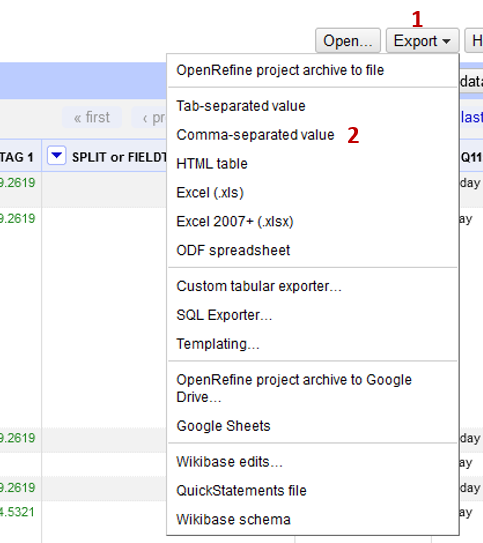 1
Open... Export H
OpenRefine project archive to file
data
« first ‹ pr
last
Tab-separated value
Comma-separated value 2
TAG 1 SPLIT or FIELDT
Q11
HTML table
9.2619
day
Excel (.xls)
9.2619
ay
Excel 2007+ (.xlsx)
ODF spreadsheet
Custom tabular exporter...
SQL Exporter...
Templating...
OpenRefine project archive to Google
Drive...
Google Sheets
9.2619
day
Wikibase edits...
ay
QuickStatements file
9.2619
day
4.5321
ay
Wikibase schema